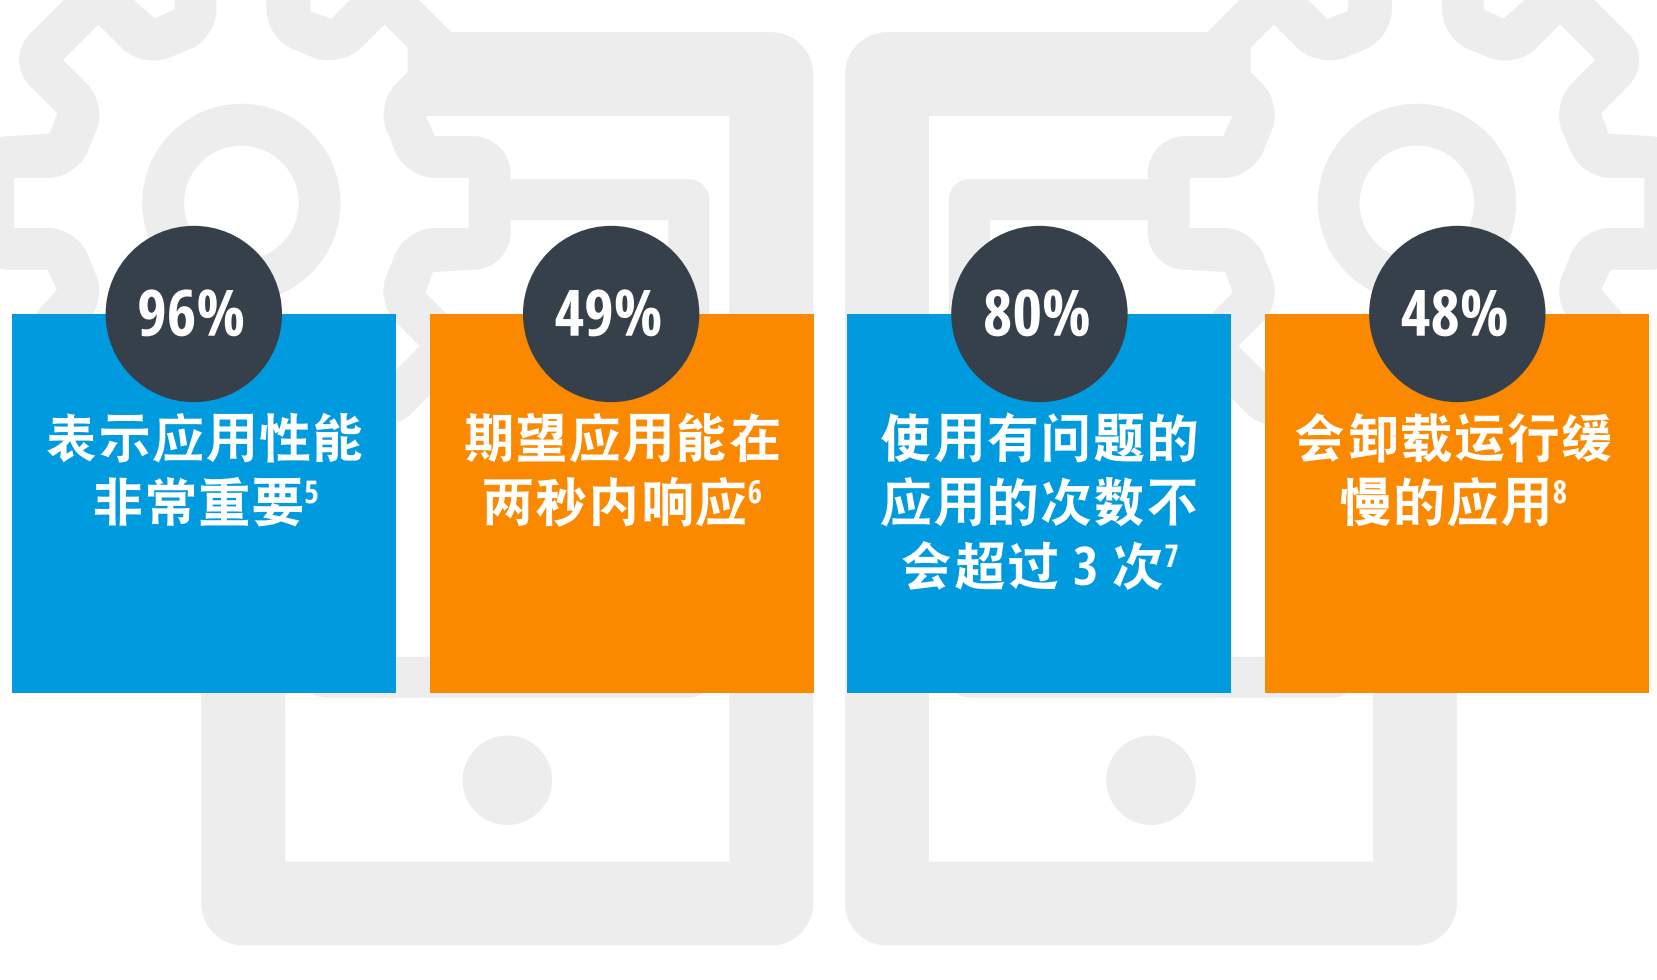 96%
表示应用性能
非常重要5
49%
期望应用能在
两秒内响应6
80%
使用有问题的
应用的次数不
会超过 3 次7
48%
会卸载运行缓
慢的应用8